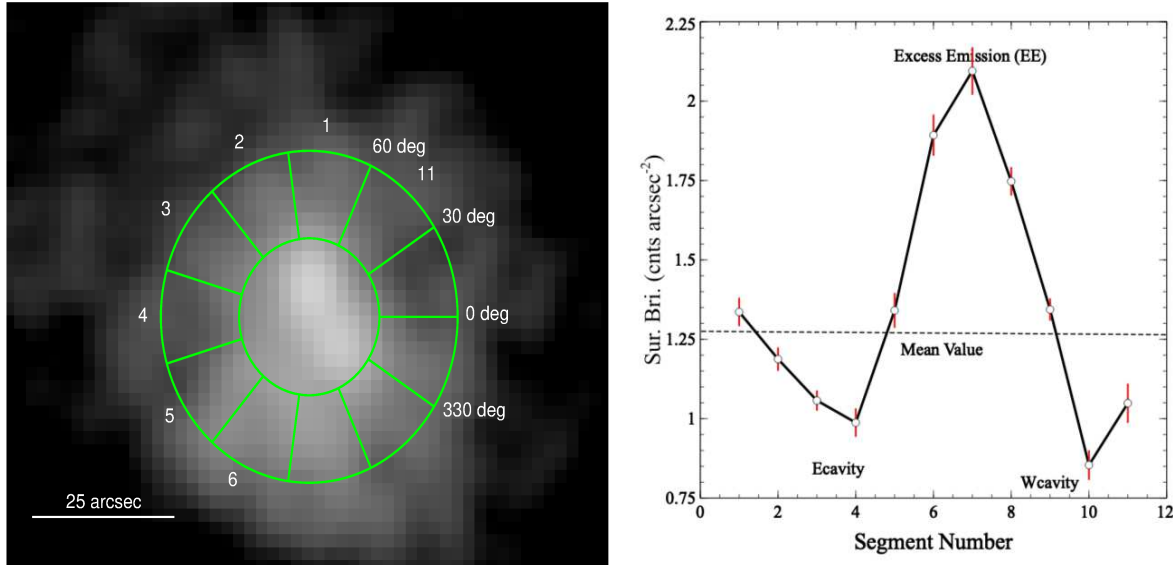 1
2
60 deg
11
3
30 deg
4
0 deg
5
330 deg
6
25 arcsec
2.25
2
1.75
1.5
1.25
1
0.75
Sur. Bri. (cnts arcsec-2)
Excess Emission (EE)
Mean Value
Ecavity
Wcavity
0 2 4 6 8 10 12
Segment Number